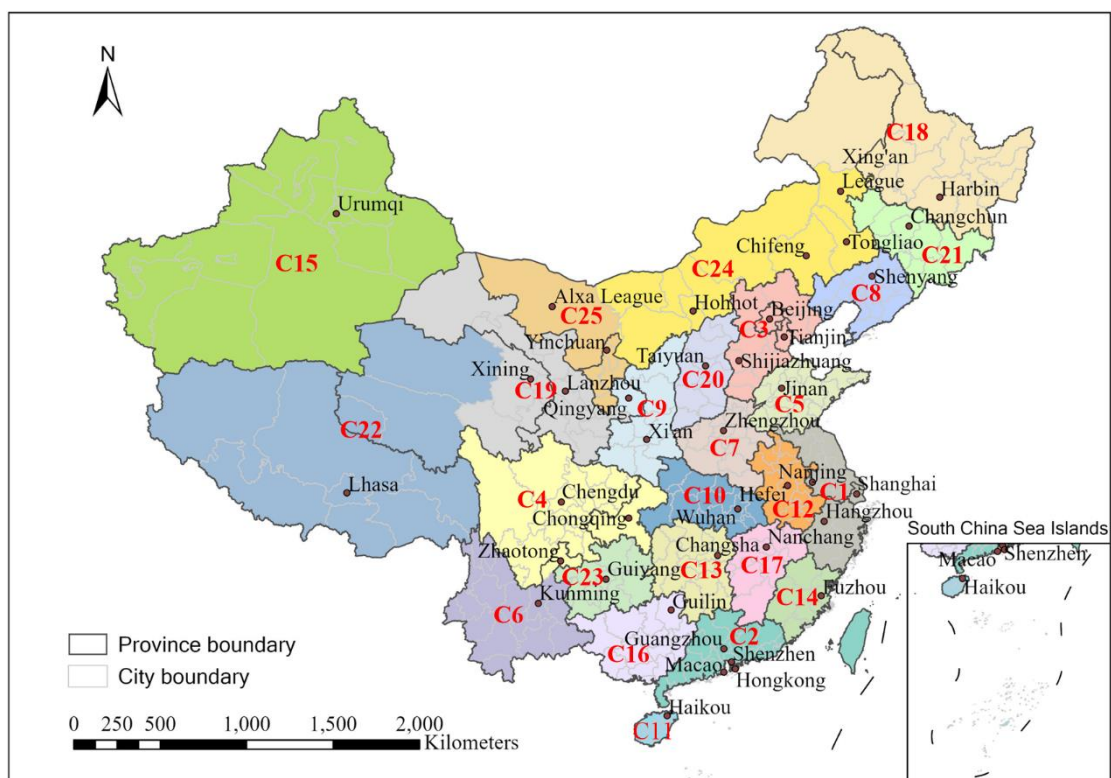 N
C18
Xing'an
League
Harbin
Urumqi
Changchun
Tongliao
Chifeng
C21
C15
C24
Shenyang
C8
Alxa League
Hohhot
C25
Beijing
C3
Tianjin
Yinchuan
Taiyuan
Shijiazhuang
Xining
C20
Lanzhou
C19
Jinan
C9
C5
Qingyang
Zhengzhou
C22
Xi'an
C7
Nanjing
Lhasa
Chengdu
C4
C10
Hefei
C1
Shanghai
C12
Chongqing
Wuhan
Hangzhou
South China Sea Islands
Nanchang
Zhaotong
Changsha
Shenzhen
C17
Macao
C23
Guiyang
C13
Haikou
Fuzhou
C14
Kunming
C6
Guilin
Guangzhou
C2
Province boundary
C16
Shenzhen
Macao
Hongkong
City boundary
Haikou
0 250 500 1,000 1,500 2,000
C11
Kilometers